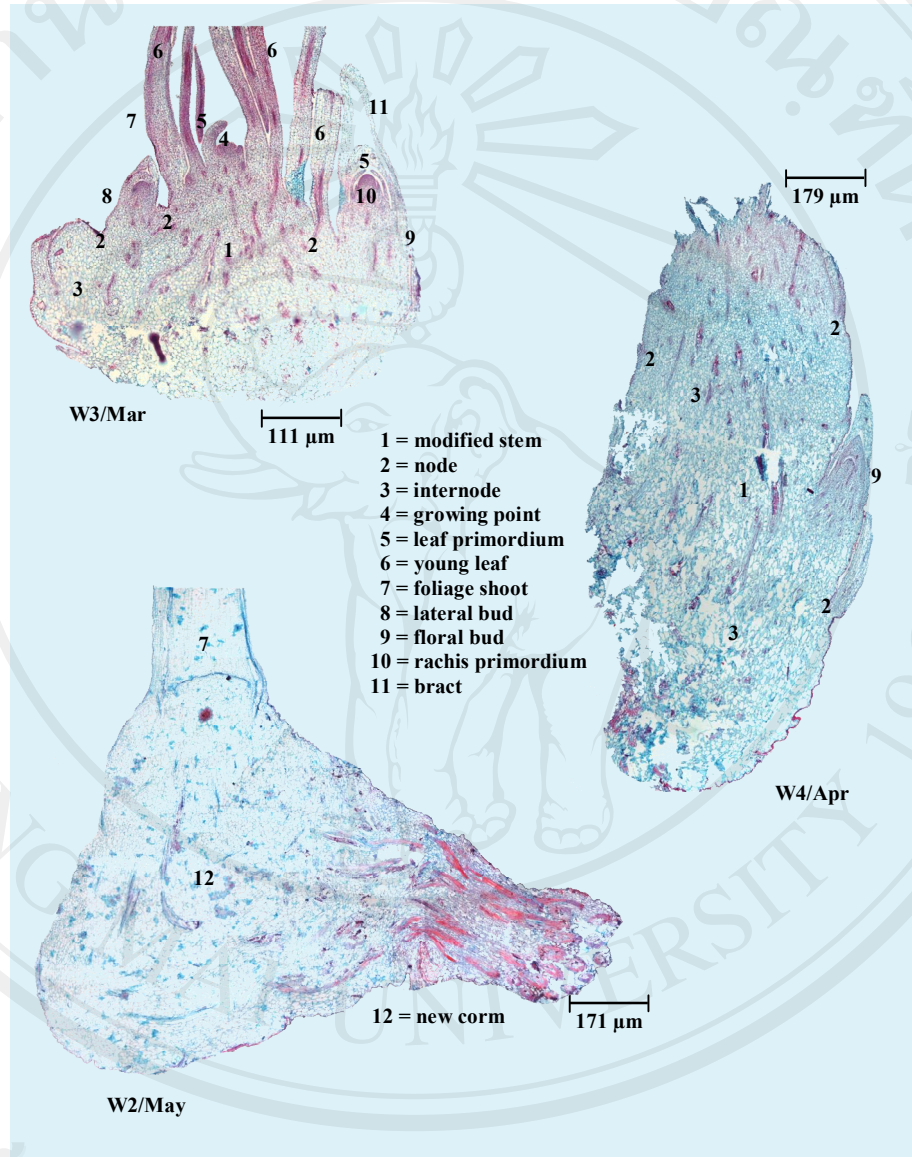 6
6
7
5
4
11
6
5
8
10
2
2
1
2
9
3
W3/Mar
111 µm
179 µm
2
2
3
1
9
2
3
W4/Apr
1 = modified stem
2 = node
3 = internode
4 = growing point
5 = leaf primordium
6 = young leaf
7 = foliage shoot
8 = lateral bud
9 = floral bud
10 = rachis primordium
11 = bract
7
12
12 = new corm
171 µm
W2/May
UNIVERSITY 19